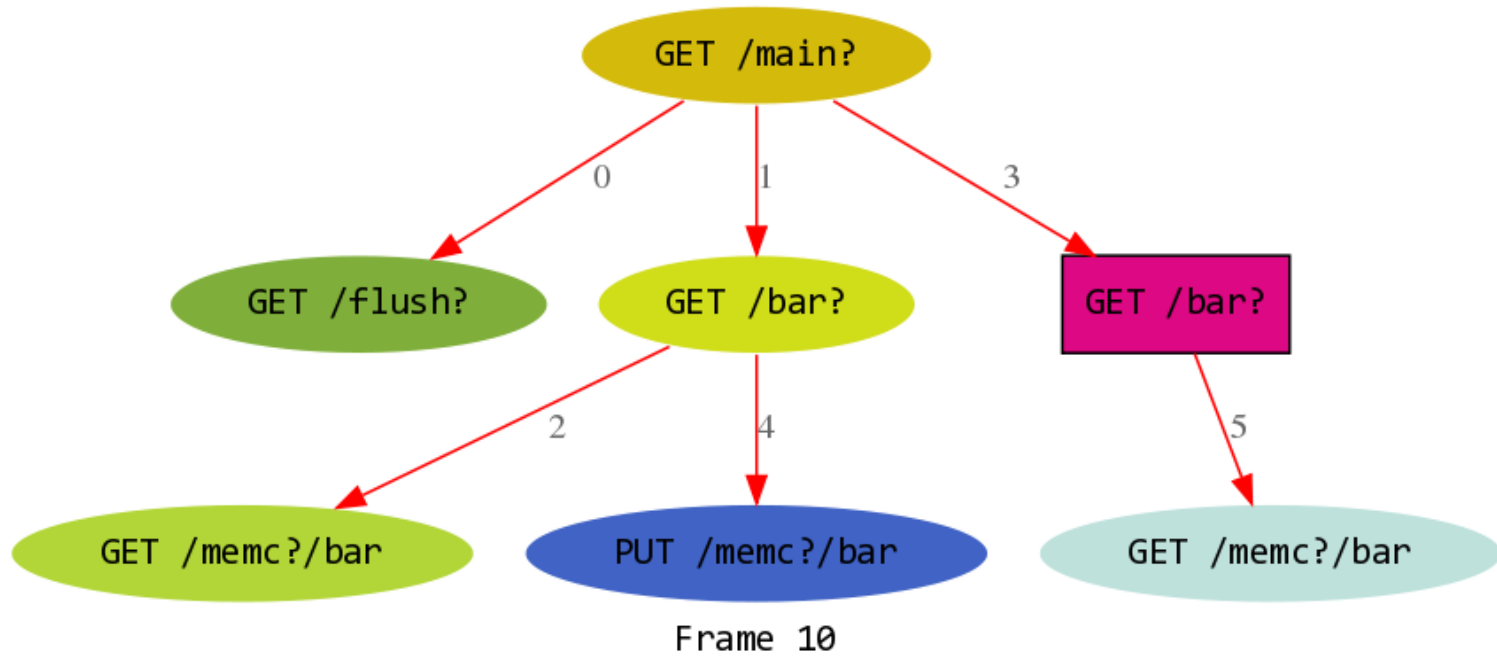 GET /main?
0
1
3
GET /flush?
GET /bar?
GET /bar?
2
4
5
GET /memc?/bar
PUT /memc?/bar
GET /memc?/bar
Frame 10